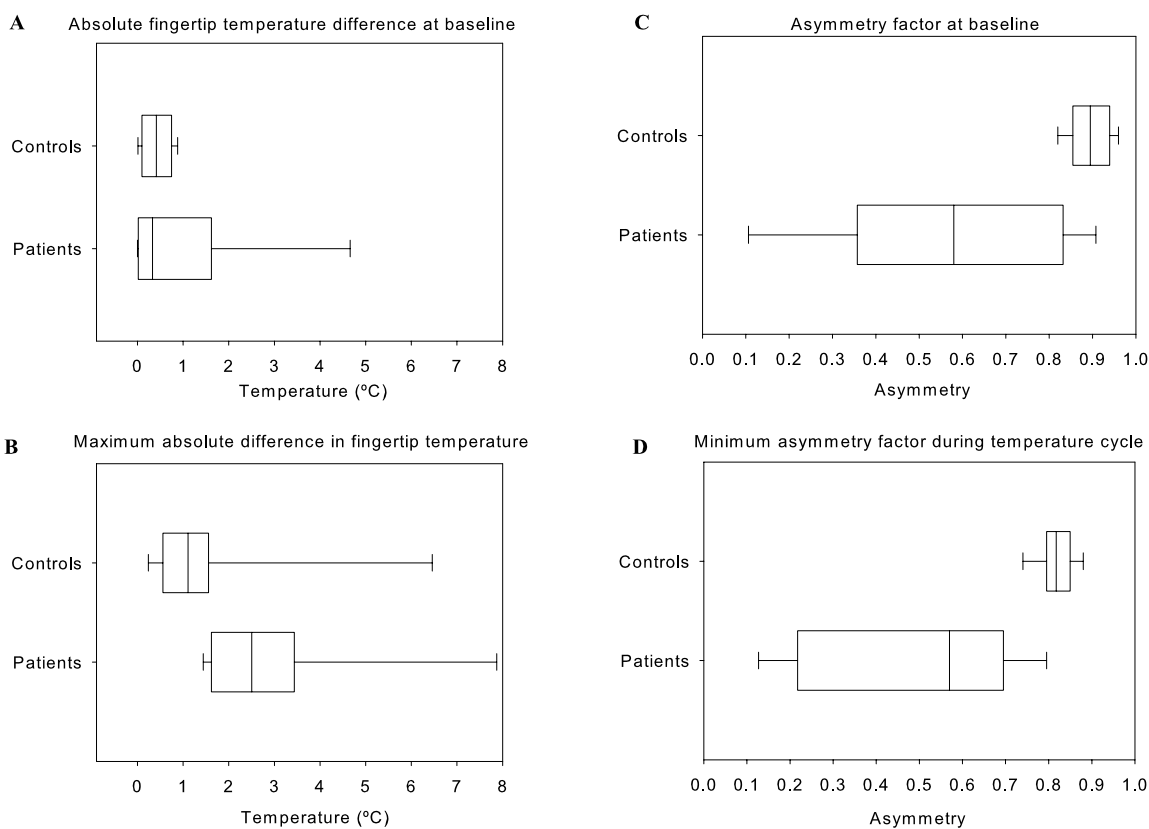 A
Absolute fingertip temperature difference at baseline
Controls
Patients
0 1 2 3 4 5 6 7 8
Temperature (ºC)
B
Maximum absolute difference in fingertip temperature
Controls
Patients
0 1 2 3 4 5 6 7 8
Temperature (ºC)
C
Asymmetry factor at baseline
Controls
Patients
0.0 0.1 0.2 0.3 0.4 0.5 0.6 0.7 0.8 0.9 1.0
Asymmetry
D
Minimum asymmetry factor during temperature cycle
Controls
Patients
0.0 0.1 0.2 0.3 0.4 0.5 0.6 0.7 0.8 0.9 1.0
Asymmetry